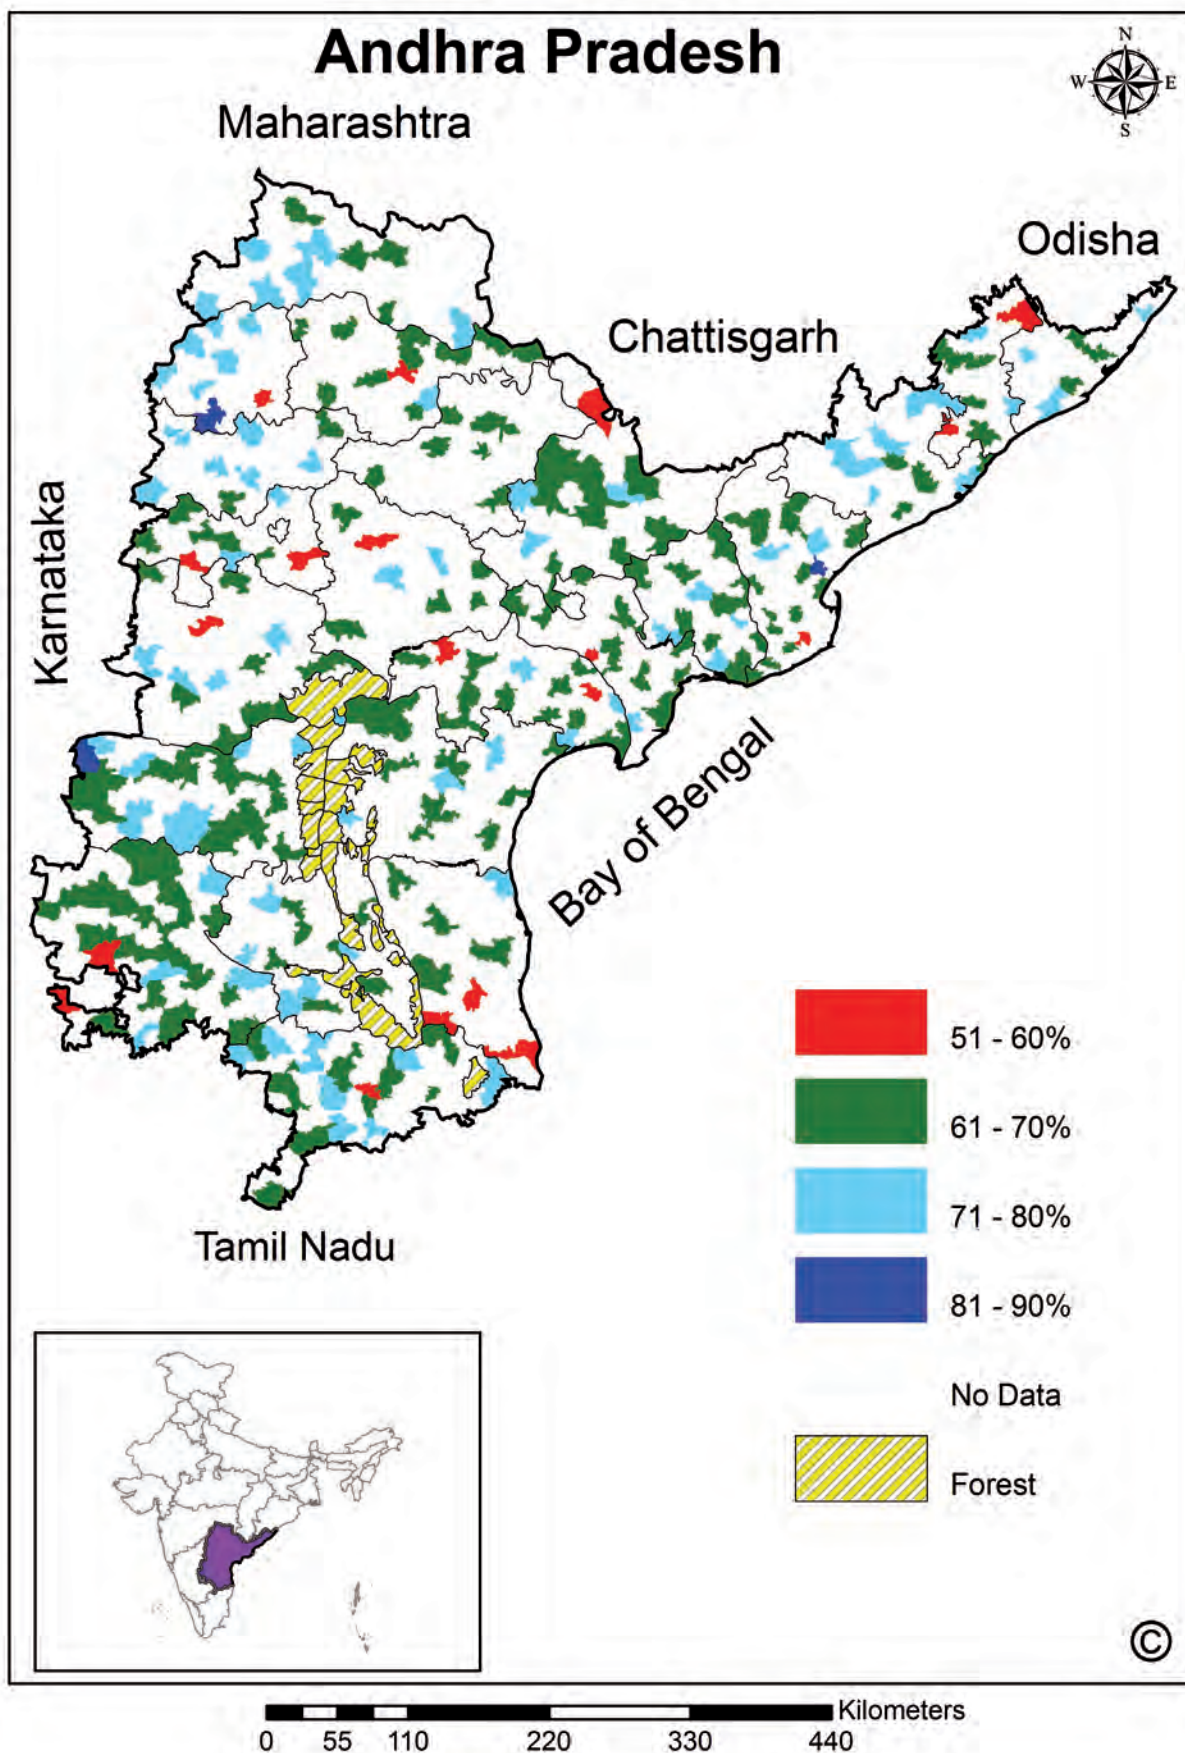 Andhra Pradesh
N
W E
S
Maharashtra
Odisha
Chattisgarh
Karnataka
Bay of Bengal
Tamil Nadu
51 - 60%
61 - 70%
71 - 80%
81 - 90%
No Data
Forest
©
Kilometers
0 55 110 220 330 440